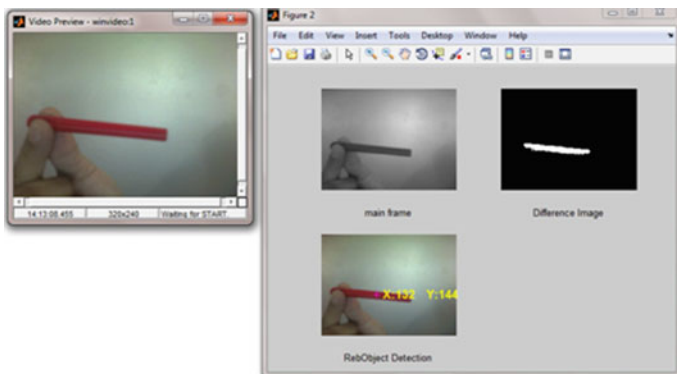 Video Preview - winvideo:1
14:13:08.455 320x240 Waiting for START.
Figure 2
File Edit View Insert Tools Desktop Window Help
main frame
Difference Image
X:132 Y:144
RebObject Detection